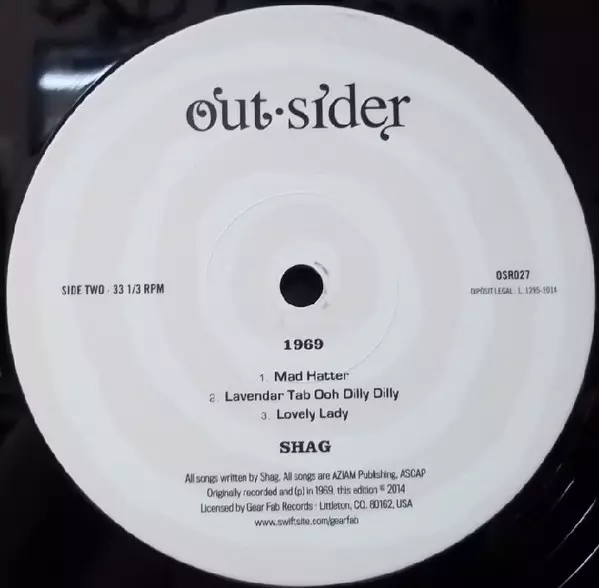 out·sider
SIDE TWO - 33 1/3 RPM
OSR027
DIPÒSIT LEGAL: L. 1295-1014
1969
1. Mad Hatter
2. Lavendar Tab Ooh Dilly Dilly
3. Lovely Lady
SHAG
All songs written by Shag. All songs are AZIAM Publishing, ASCAP
Originally recorded and (p) in 1969, this edition © 2014
Licensed by Gear Fab Records - Littleton, CO, 80162, USA
www.swiftsite.com/gearfab